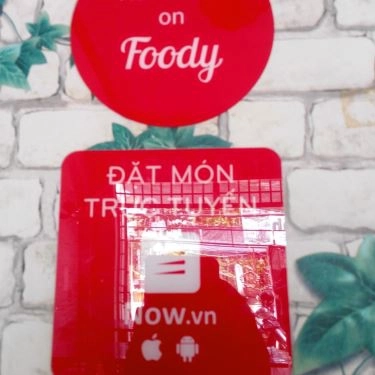 on
Foody
ĐẶT MÓN
TRỰC TUYẾN
NOW.vn